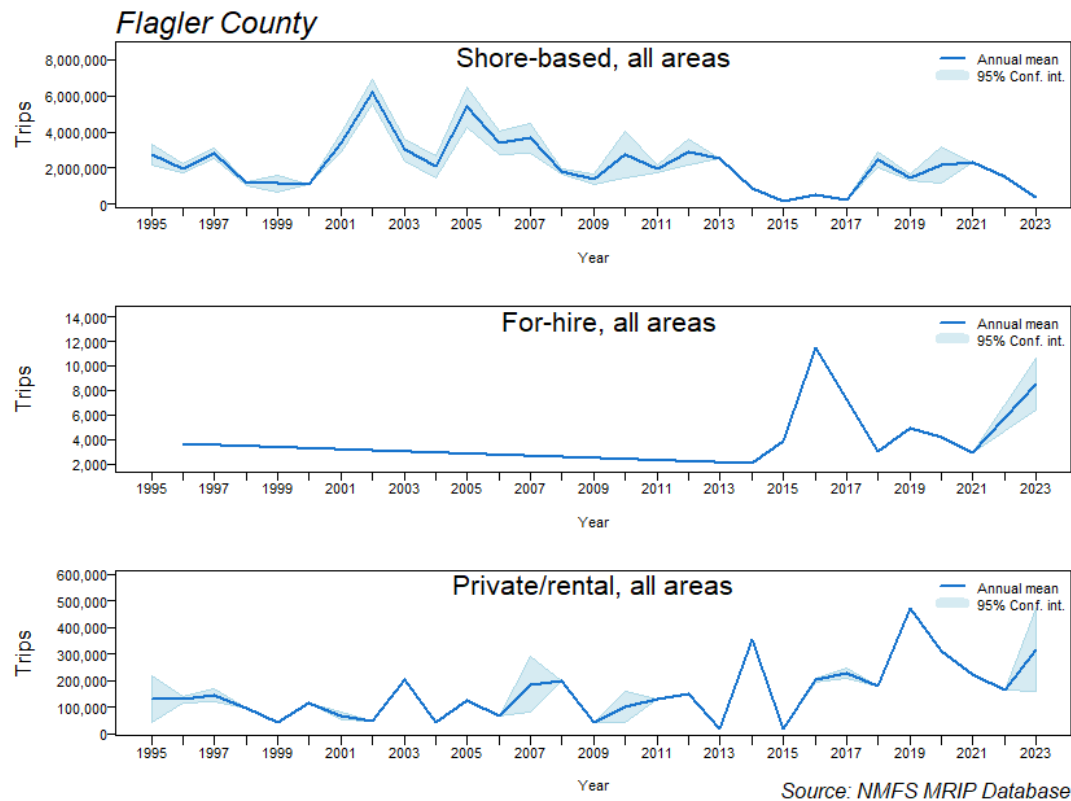 Flagler County
Shore-based, all areas
Annual mean
95% Conf. int.
Trips
8,000,000
6,000,000
4,000,000
2,000,000
0
1995 1997 1999 2001 2003 2005 2007 2009 2011 2013 2015 2017 2019 2021 2023
Year
For-hire, all areas
Annual mean
95% Conf. int.
Trips
14,000
12,000
10,000
8,000
6,000
4,000
2,000
1995 1997 1999 2001 2003 2005 2007 2009 2011 2013 2015 2017 2019 2021 2023
Year
Private/rental, all areas
Annual mean
95% Conf. int.
Trips
600,000
500,000
400,000
300,000
200,000
100,000
0
1995 1997 1999 2001 2003 2005 2007 2009 2011 2013 2015 2017 2019 2021 2023
Year
Source: NMFS MRIP Database